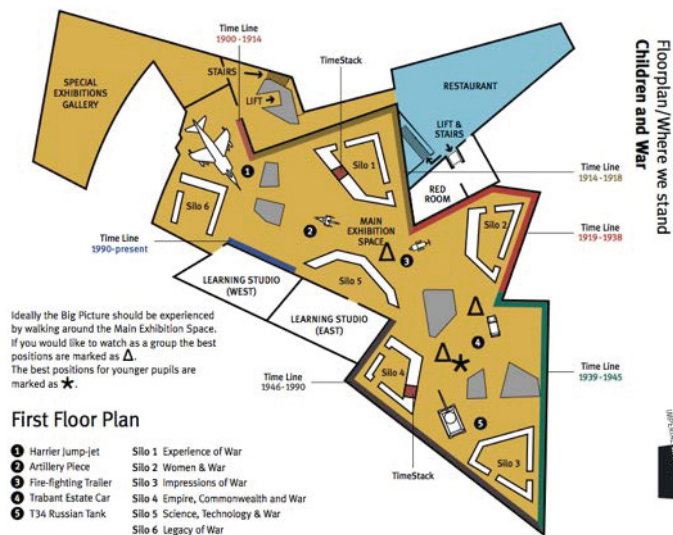 Floorplan/Where we stand
Children and War
Time Line
1900-1914
STAIRS
LIFT
TimeStack
SPECIAL
EXHIBITIONS
GALLERY
RESTAURANT
LIFT &
STAIRS
RED
ROOM
Time Line
1914-1918
Time Line
1919-1938
Time Line
1939-1945
1
Silo 1
Silo 6
2
MAIN
EXHIBITION
SPACE
3
Silo 2
Time Line
1990-present
Silo 5
LEARNING STUDIO
(WEST)
LEARNING STUDIO
(EAST)
4
Silo 4
5
Silo 3
Time Line
1946-1990
TimeStack
Ideally the Big Picture should be experienced
by walking around the Main Exhibition Space.
If you would like to watch as a group the best
positions are marked as Δ.
The best positions for younger pupils are
marked as ★.
First Floor Plan
1 Harrier Jump-jet
2 Artillery Piece
3 Fire-fighting Trailer
4 Trabant Estate Car
5 T34 Russian Tank
Silo 1 Experience of War
Silo 2 Women & War
Silo 3 Impressions of War
Silo 4 Empire, Commonwealth and War
Silo 5 Science, Technology & War
Silo 6 Legacy of War